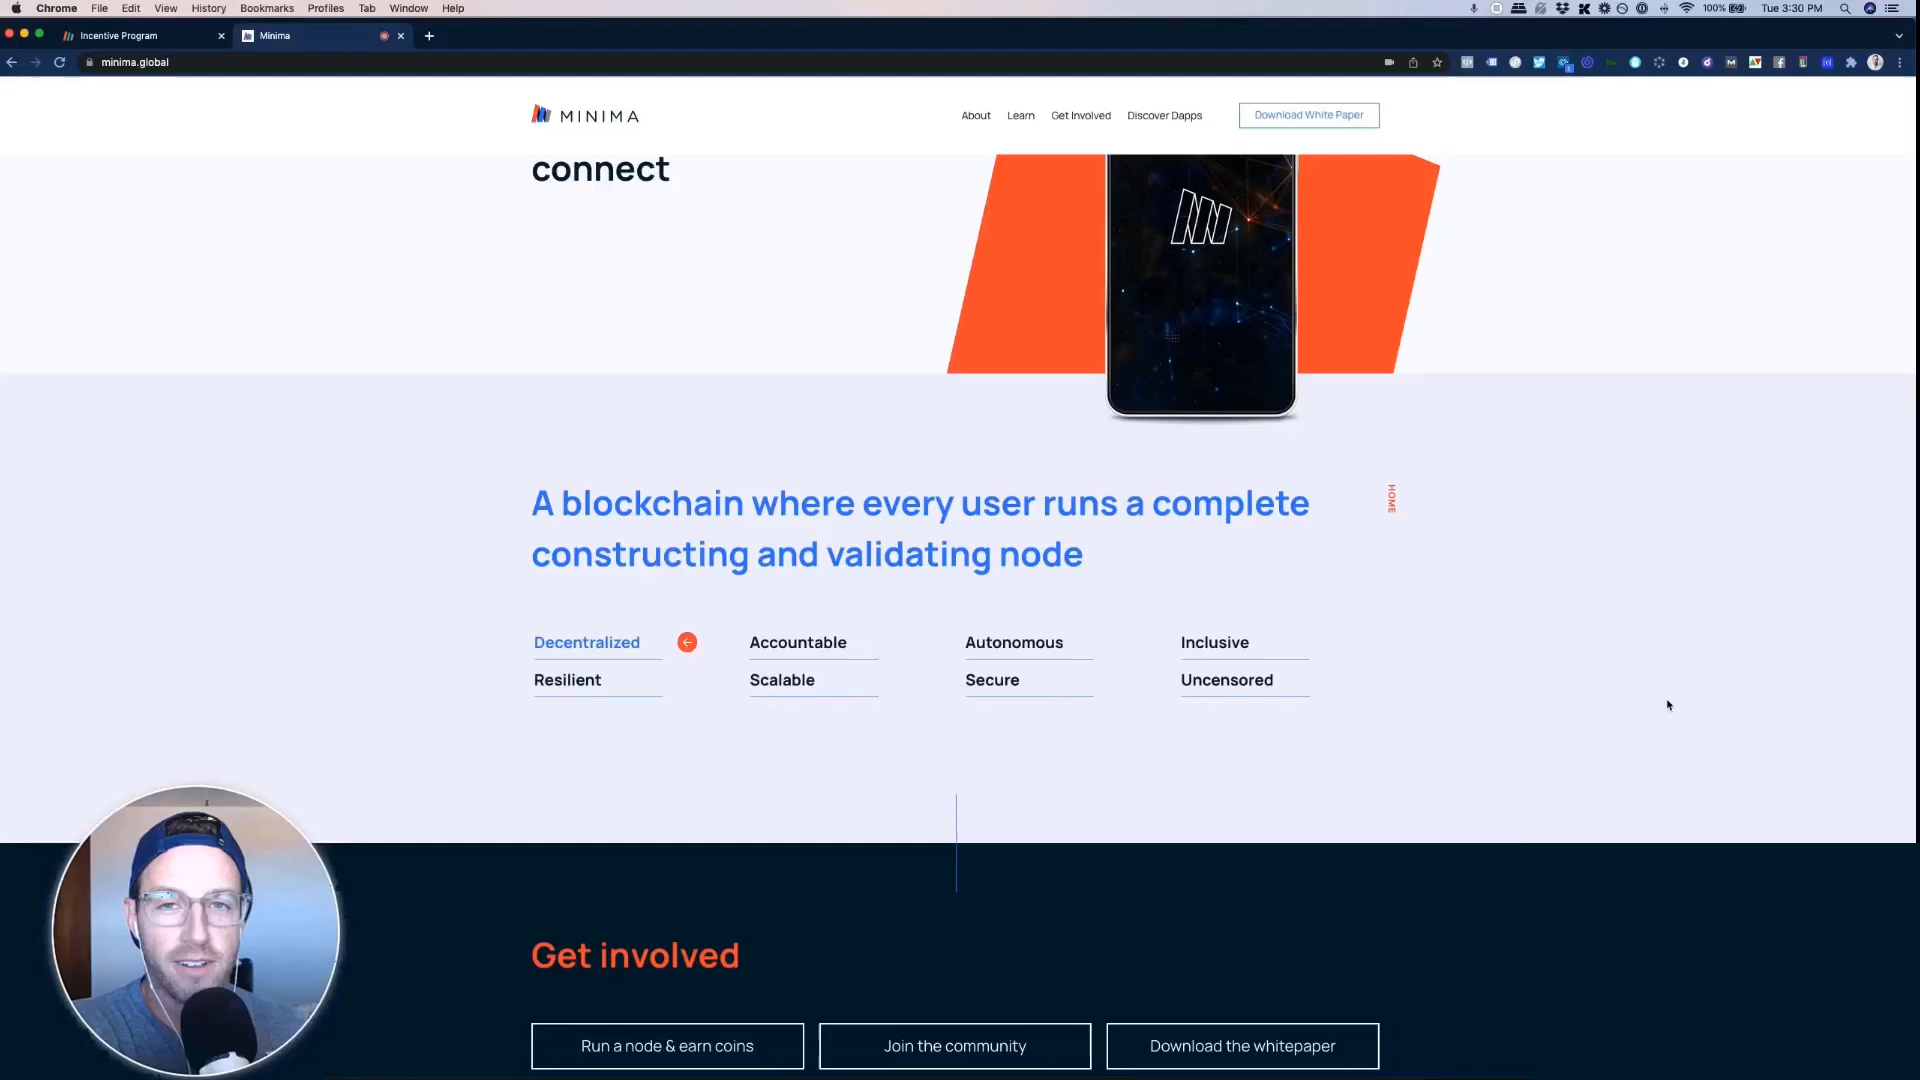 Chrome File Edit View History Bookmarks Profiles Tab Window Help
100% Tue 3:30 PM
Incentive Program
Minima
minima.global
MINIMA
About Learn Get Involved Discover Dapps Download White Paper
connect
A blockchain where every user runs a complete
constructing and validating node
HOME
Decentralized Accountable Autonomous Inclusive
Resilient Scalable Secure Uncensored
Get involved
Run a node & earn coins Join the community Download the whitepaper